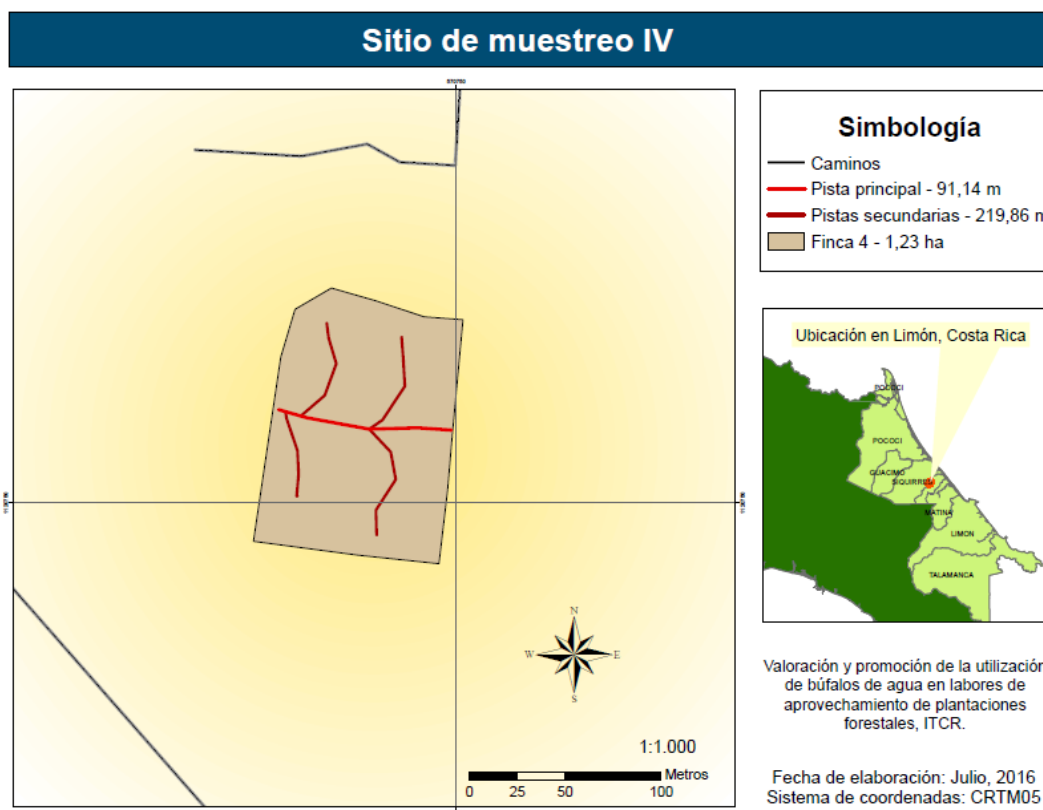 Sitio de muestreo IV
Simbología
Caminos
Pista principal - 91,14 m
Pistas secundarias - 219,86 m
Finca 4 - 1,23 ha
Ubicación en Limón, Costa Rica
POCOCI
POCOCI
GUACIMO
SIQUIRRES
MATINA
LIMON
TALAMANCA
N
W
E
S
1:1.000
Metros
0 25 50 100
Valoración y promoción de la utilización
de búfalos de agua en labores de
aprovechamiento de plantaciones
forestales, ITCR.
Fecha de elaboración: Julio, 2016
Sistema de coordenadas: CRTM05